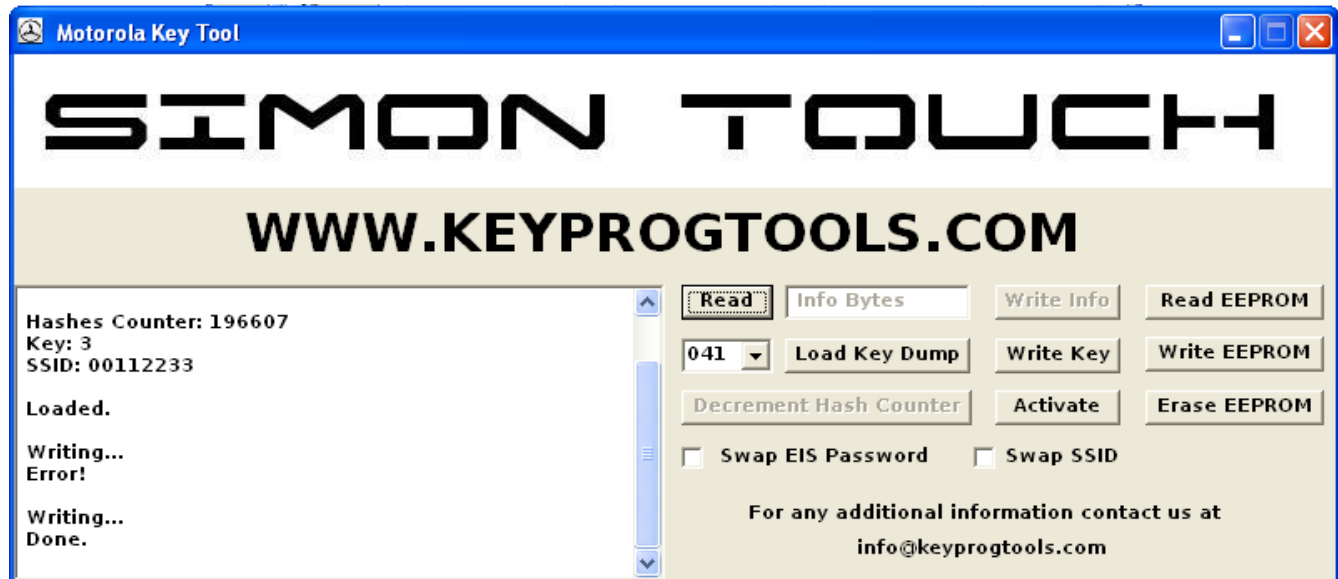 Motorola Key Tool
SIMON TOUCH
WWW.KEYPROGTOOLS.COM
Hashes Counter: 196607
Key: 3
SSID: 00112233
Loaded.
Writing...
Error!
Writing...
Done.
Read Info Bytes Write Info Read EEPROM
041 Load Key Dump Write Key Write EEPROM
Decrement Hash Counter Activate Erase EEPROM
Swap EIS Password Swap SSID
For any additional information contact us at
info@keyprogtools.com